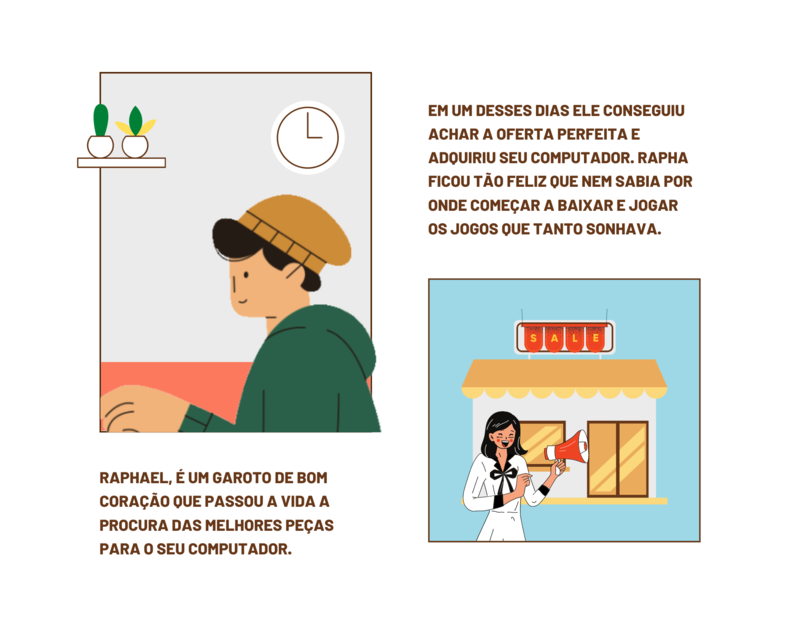 RAPHAEL, É UM GAROTO DE BOM
CORAÇÃO QUE PASSOU A VIDA A
PROCURA DAS MELHORES PEÇAS
PARA O SEU COMPUTADOR.
EM UM DESSES DIAS ELE CONSEGUIU
ACHAR A OFERTA PERFEITA E
ADQUIRIU SEU COMPUTADOR. RAPHA
FICOU TÃO FELIZ QUE NEM SABIA POR
ONDE COMEÇAR A BAIXAR E JOGAR
OS JOGOS QUE TANTO SONHAVA.
SALE